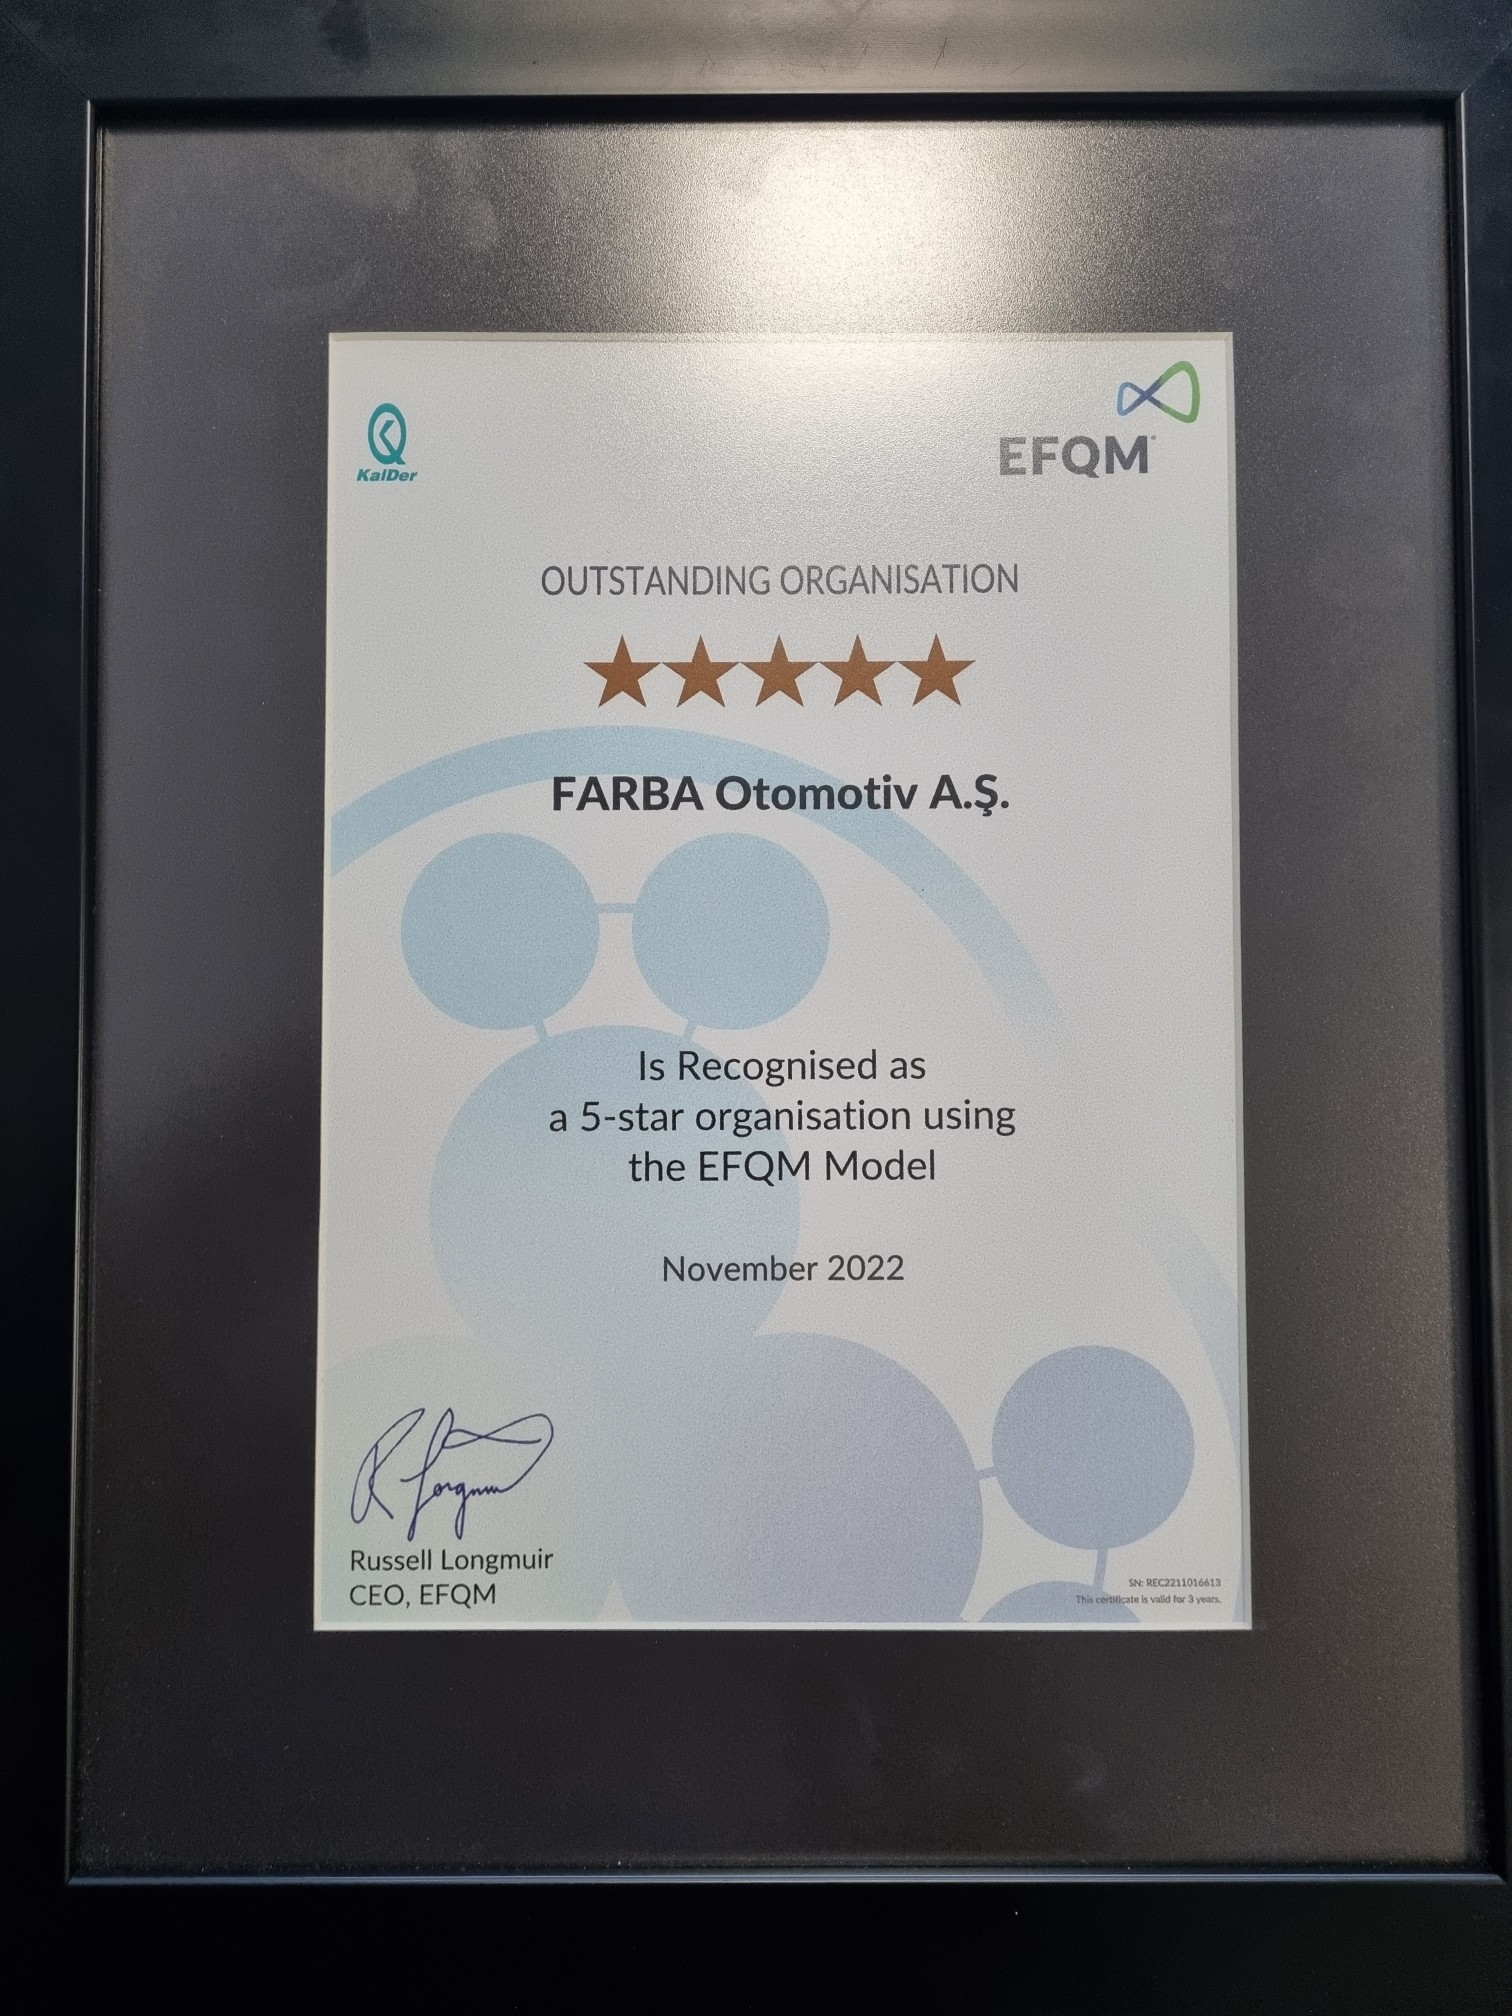 KalDer
EFQM
OUTSTANDING ORGANISATION
FARBA Otomotiv A.Ş.
Is Recognised as
a 5-star organisation using
the EFQM Model
November 2022
R Longmuir
Russell Longmuir
CEO, EFQM
SN: REC2211016613
This certificate is valid for 3 years.